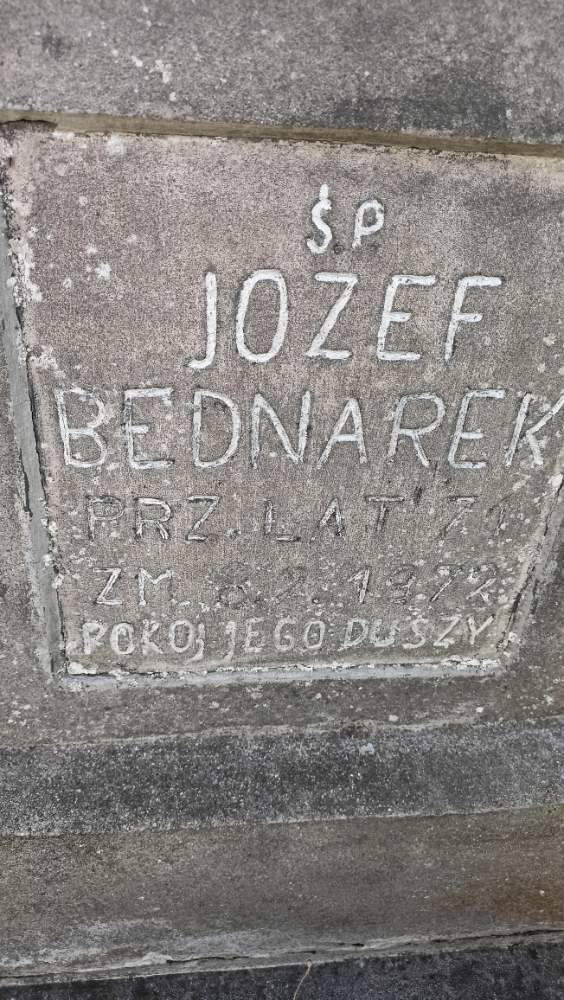 Ś.P
JOZEF
BEDNAREK
PRZ. LAT 71
ZM. 8.2.1972
POKOJ JEGO DUSZY